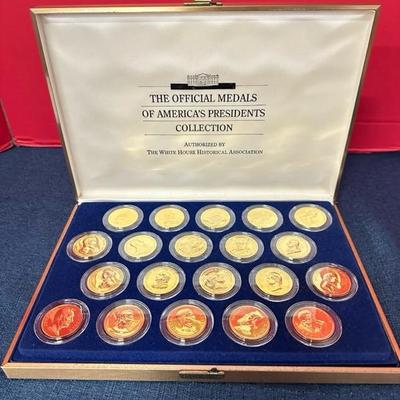 THE OFFICIAL MEDALS
OF AMERICA'S PRESIDENTS
COLLECTION
AUTHORIZED BY
THE WHITE HOUSE HISTORICAL ASSOCIATION